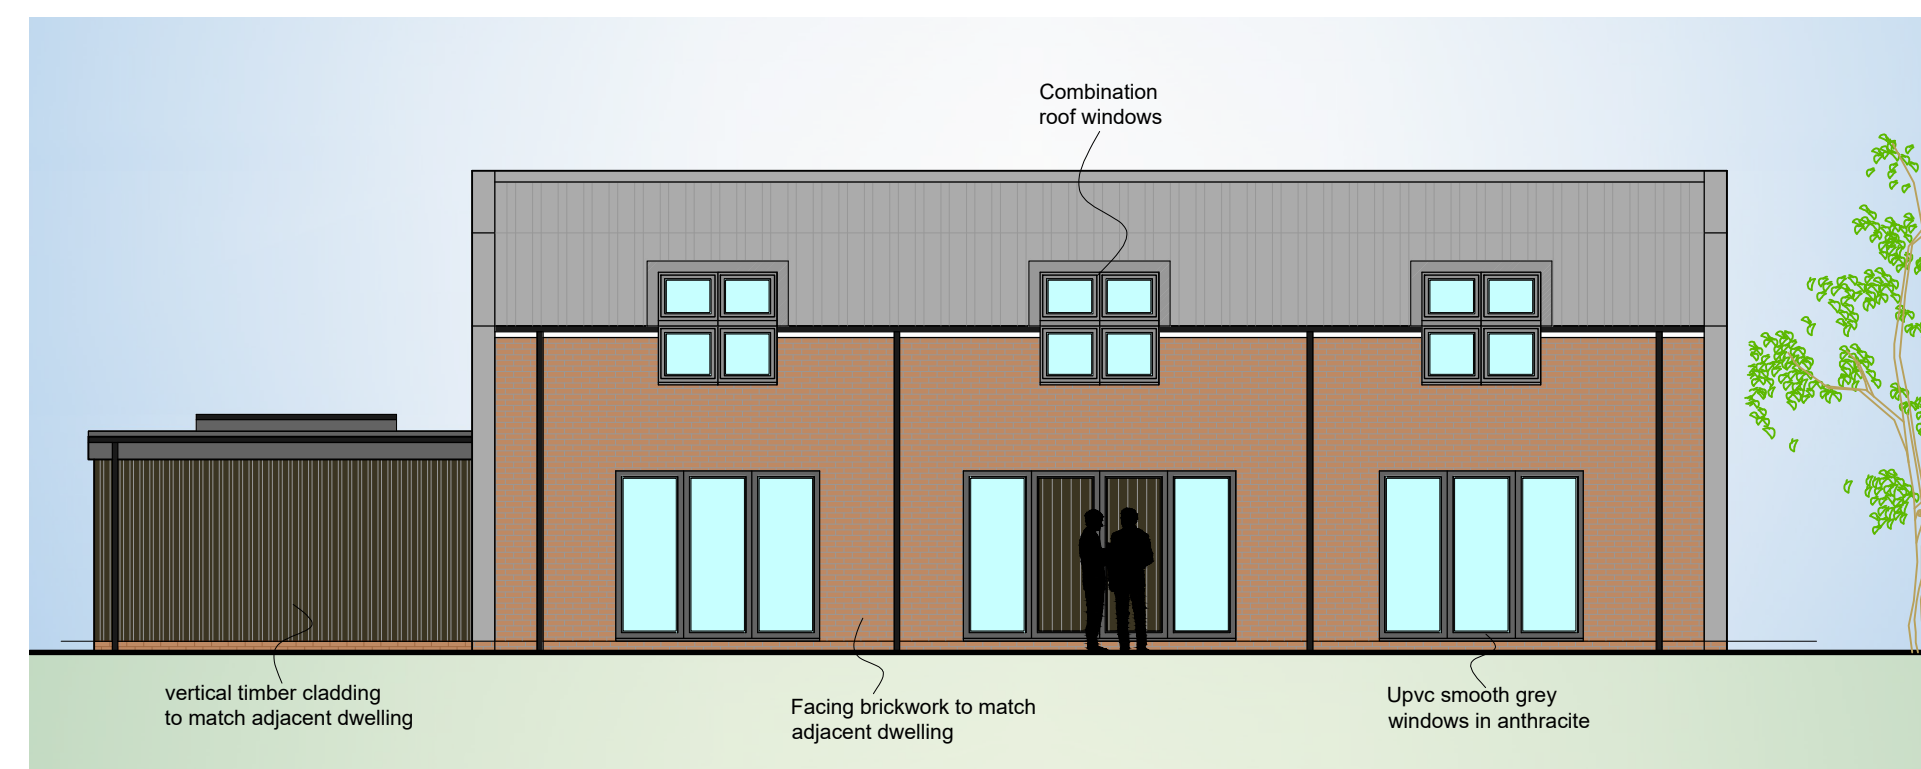 Combination
roof windows
vertical timber cladding
to match adjacent dwelling
Facing brickwork to match
adjacent dwelling
Upvc smooth grey
windows in anthracite